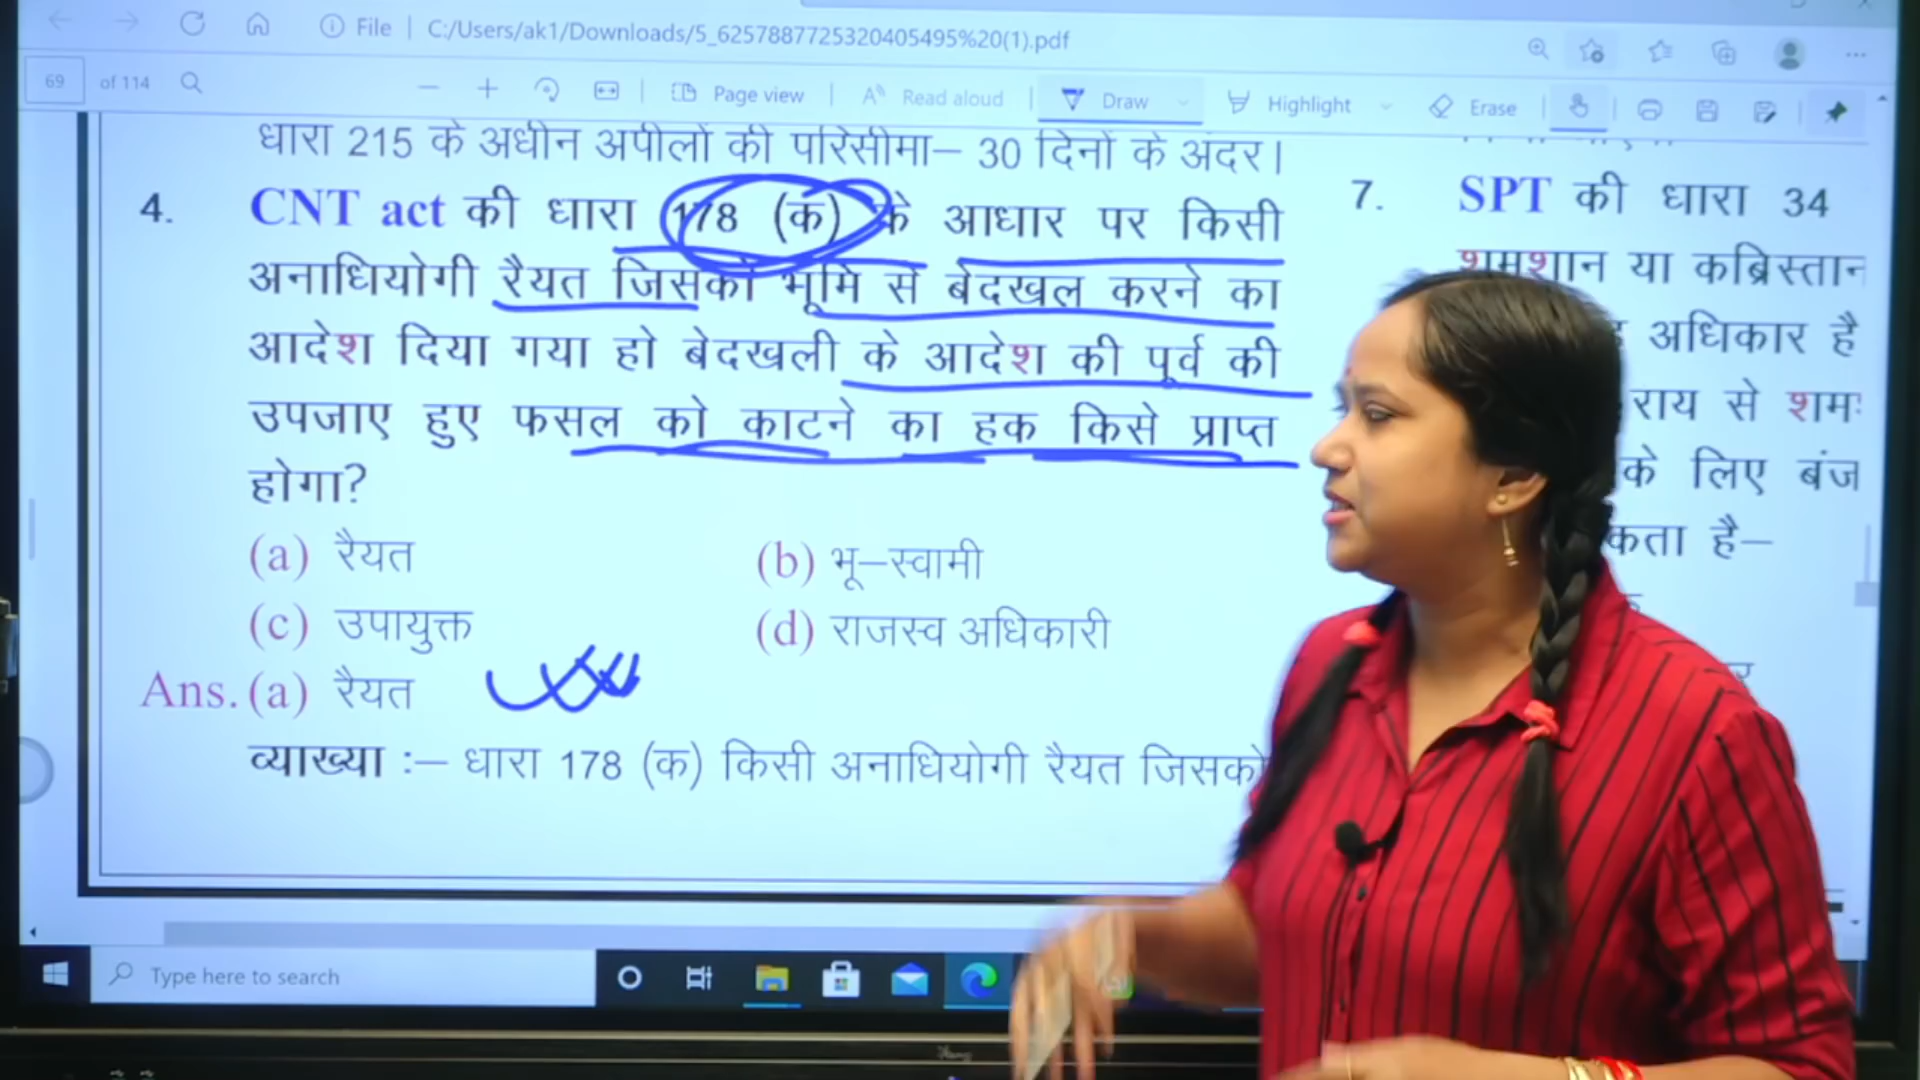 File | C:/Users/ak1/Downloads/5_6257887725320405495%20(1).pdf
69 of 114 Page view Read aloud Draw Highlight Erase
धारा 215 के अधीन अपीलों की परिसीमा– 30 दिनों के अंदर।
4. CNT act की धारा 178 (क) के आधार पर किसी
अनाधियोगी रैयत जिसको भूमि से बेदखल करने का
आदेश दिया गया हो बेदखली के आदेश की पूर्व की
उपजाए हुए फसल को काटने का हक किसे प्राप्त
होगा?
(a) रैयत (b) भू–स्वामी
(c) उपायुक्त (d) राजस्व अधिकारी
Ans. (a) रैयत
व्याख्या :– धारा 178 (क) किसी अनाधियोगी रैयत जिसको
7. SPT की धारा 34
शमशान या कब्रिस्तान
अधिकार है
राय से
के लिए
है–
Type here to search